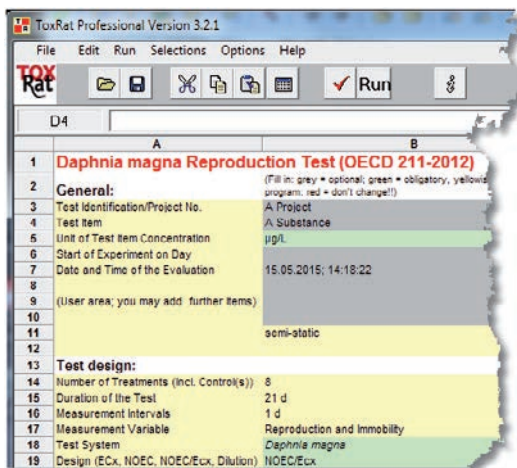 ToxRat Professional Version 3.2.1
File Edit Run Selections Options Help
TOX
Rat
Run
D4
A B
1 Daphnia magna Reproduction Test (OECD 211-2012)
2 General: (Fill in: grey = optional; green = obligatory, yellowis
program: red = don't change!!)
3 Test Identification/Project No. A Project
4 Test Item A Substance
5 Unit of Test Item Concentration µg/L
6 Start of Experiment on Day
7 Date and Time of the Evaluation 15.05.2015; 14:18:22
8
9 (User area; you may add further items)
10
11 semi-static
12
13 Test design:
14 Number of Treatments (Incl. Control(s)) 8
15 Duration of the Test 21 d
16 Measurement Intervals 1 d
17 Measurement Variable Reproduction and Immobility
18 Test System Daphnia magna
19 Design (ECx, NOEC, NOEC/Ecx, Dilution) NOEC/Ecx